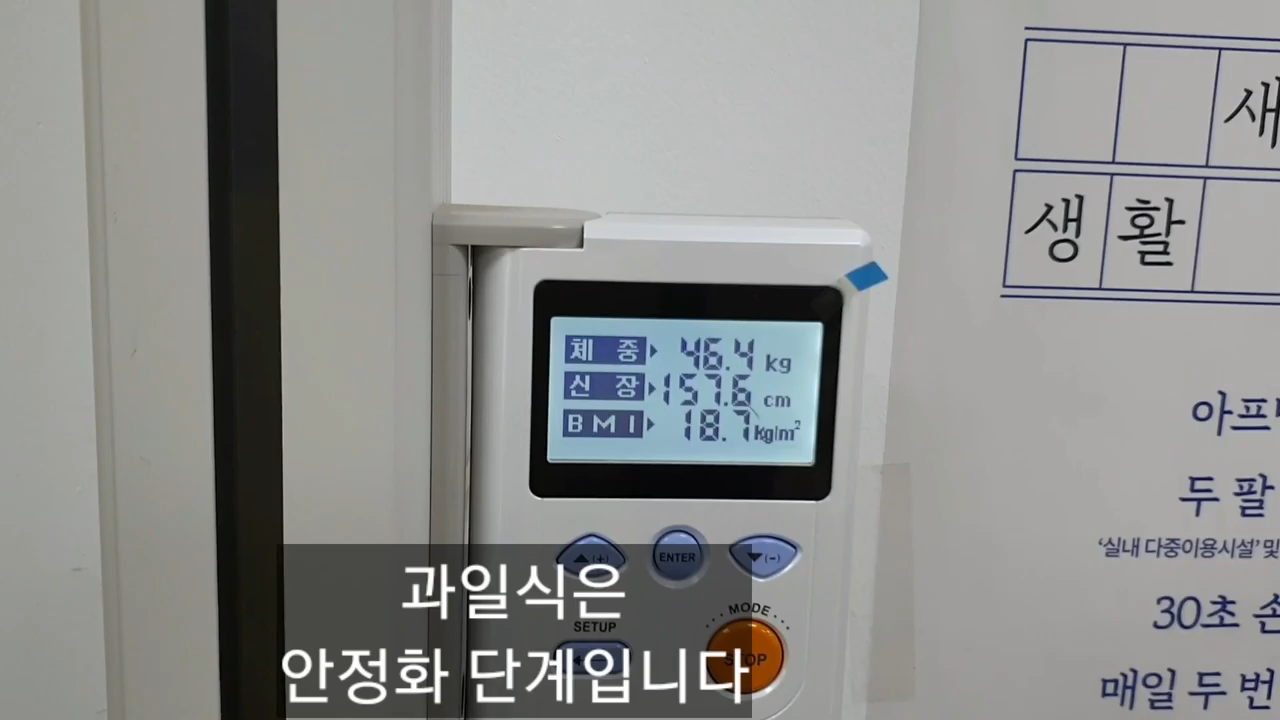 새
생활
체 중 46.4 kg
신 장 157.6 cm
BMI 18.7 kg/m²
아프
두 팔
'실내 다중이용시설' 및
30초 손
매일 두 번
(+) ENTER (-)
MODE
SETUP
STOP
과일식은
안정화 단계입니다